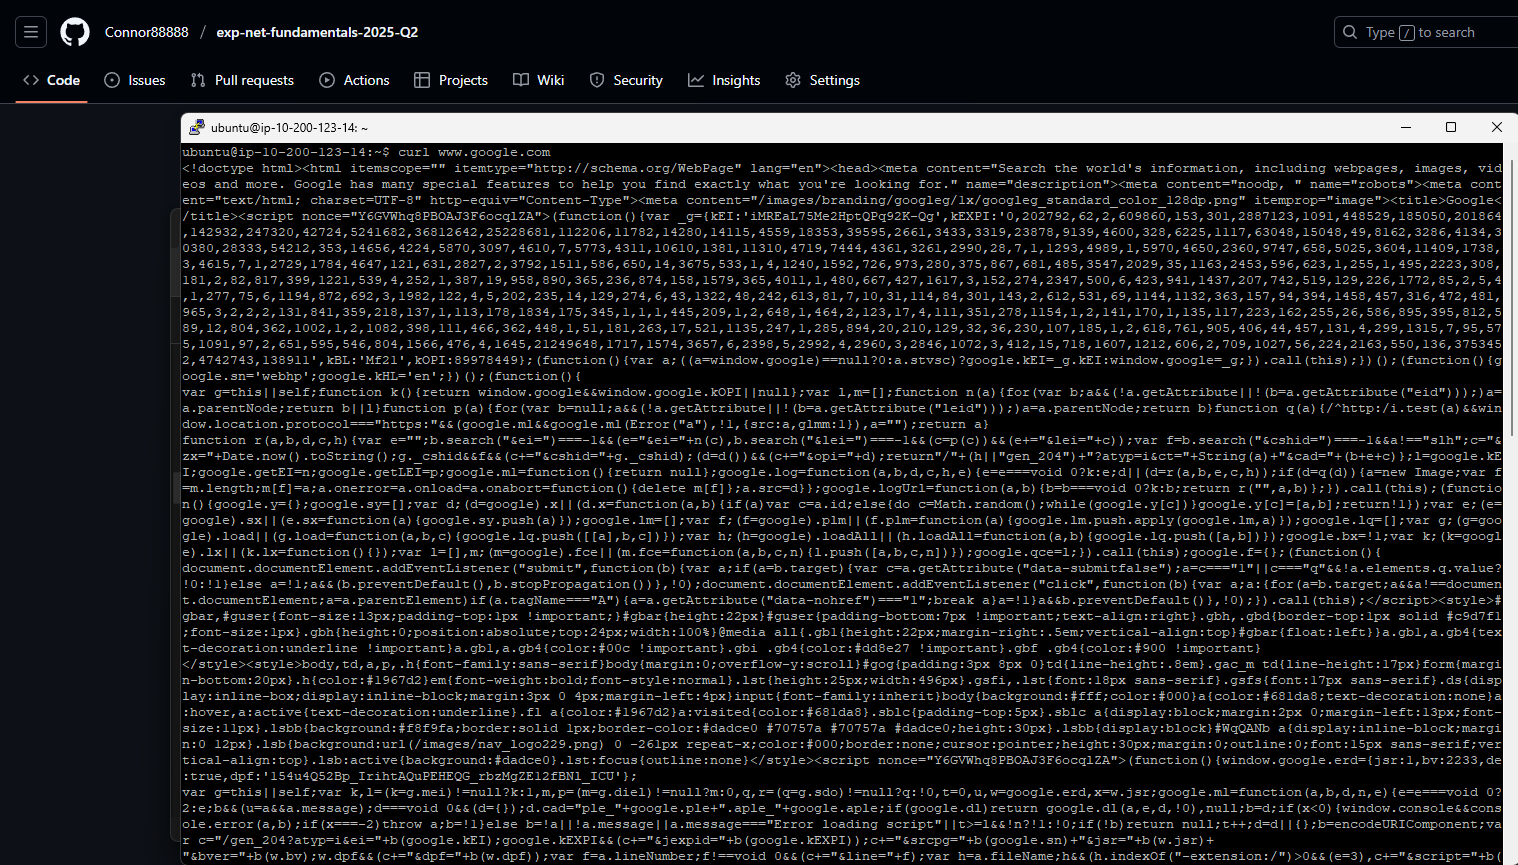 Connor88888 / exp-net-fundamentals-2025-Q2
Type / to search
Code Issues Pull requests Actions Projects Wiki Security Insights Settings
ubuntu@ip-10-200-123-14: ~
ubuntu@ip-10-200-123-14:~$ curl www.google.com
<!doctype html><html itemscope="" itemtype="http://schema.org/WebPage" lang="en"><head><meta content="Search the world's information, including webpages, images, vid
eos and more. Google has many special features to help you find exactly what you're looking for." name="description"><meta content="noodp, " name="robots"><meta cont
ent="text/html; charset=UTF-8" http-equiv="Content-Type"><meta content="/images/branding/googleg/1x/googleg_standard_color_128dp.png" itemprop="image"><title>Google<
/title><script nonce="Y6GVWhq8PBOAJ3F6ocqlZA">(function(){var _g={kEI:'iMREaL75Me2HptQPq92K-Qg',kEXPI:'0,202792,62,2,609860,153,301,2887123,1091,448529,185050,201864
,142932,247320,42724,5241682,36812642,25228681,112206,11782,14280,14115,4559,18353,39595,2661,3433,3319,23878,9139,4600,328,6225,1117,63048,15048,49,8162,3286,4134,3
0380,28333,54212,353,14656,4224,5870,3097,4610,7,5773,4311,10610,1381,11310,4719,7444,4361,3261,2990,28,7,1,1293,4989,1,5970,4650,2360,9747,658,5025,3604,11409,1738,
3,4615,7,1,2729,1784,4647,121,631,2827,2,3792,1511,586,650,14,3675,533,1,4,1240,1592,726,973,280,375,867,681,485,3547,2029,35,1163,2453,596,623,1,255,1,495,2223,308,
181,2,82,817,399,1221,539,4,252,1,387,19,958,890,365,236,874,158,1579,365,4011,1,480,667,427,1617,3,152,274,2347,500,6,423,941,1437,207,742,519,129,226,1772,85,2,5,4
,1,277,75,6,1194,872,692,3,1982,122,4,5,202,235,14,129,274,6,43,1322,48,242,613,81,7,10,31,114,84,301,143,2,612,531,69,1144,1132,363,157,94,394,1458,457,316,472,481,
965,3,2,2,2,131,841,359,218,137,1,113,178,1834,175,345,1,1,1,445,209,1,2,648,1,464,2,123,17,4,111,351,278,1154,1,2,141,170,1,135,117,223,162,255,26,586,895,395,812,5
89,12,804,362,1002,1,2,1082,398,111,466,362,448,1,51,181,263,17,521,1135,247,1,285,894,20,210,129,32,36,230,107,185,1,2,618,761,905,406,44,457,131,4,299,1315,7,95,57
5,1091,97,2,651,595,546,804,1566,476,4,1645,21249648,1717,1574,3657,6,2398,5,2992,4,2960,3,2846,1072,3,412,15,718,1607,1212,606,2,709,1027,56,224,2163,550,136,375345
2,4742743,138911',kBL:'Mf21',kOPI:89978449};(function(){var a;((a=window.google)==null?0:a.stvsc)?google.kEI=_g.kEI:window.google=_g;}).call(this);})();(function(){g
oogle.sn='webhp';google.kHL='en';})();(function(){
var g=this||self;function k(){return window.google&&window.google.kOPI||null};var l,m=[];function n(a){for(var b;a&&(!a.getAttribute||!(b=a.getAttribute("eid")));)a=
a.parentNode;return b||l}function p(a){for(var b=null;a&&(!a.getAttribute||!(b=a.getAttribute("leid")));)a=a.parentNode;return b}function q(a){/^http:/i.test(a)&&win
dow.location.protocol==="https:"&&(google.ml&&google.ml(Error("a"),!1,{src:a,glmm:1}),a="");return a}
function r(a,b,d,c,h){var e="";b.search("&ei=")===-1&&(e="&ei="+n(c),b.search("&lei=")===-1&&(c=p(c))&&(e+="&lei="+c));var f=b.search("&cshid=")===-1&&a!=="slh";c="&
zx="+Date.now().toString();g._cshid&&f&&(c+="&cshid="+g._cshid);(d=d())&&(c+="&opi="+d);return"/"+(h||"gen_204")+"?atyp=i&ct="+String(a)+"&cad="+(b+e+c)};l=google.kE
I;google.getEI=n;google.getLEI=p;google.ml=function(){return null};google.log=function(a,b,d,c,h,e){e=e===void 0?k:e;d||(d=r(a,b,e,c,h));if(d=q(d)){a=new Image;var f
=m.length;m[f]=a;a.onerror=a.onload=a.onabort=function(){delete m[f]};a.src=d}};google.logUrl=function(a,b){b=b===void 0?k:b;return r("",a,b)};}).call(this);(functio
n(){google.y={};google.sy=[];var d;(d=google).x||(d.x=function(a,b){if(a)var c=a.id;else{do c=Math.random();while(google.y[c])}google.y[c]=[a,b];return!1});var e;(e=
google).sx||(e.sx=function(a){google.sy.push(a)});google.lm=[];var f;(f=google).plm||(f.plm=function(a){google.lm.push.apply(google.lm,a)});google.lq=[];var g;(g=goo
gle).load||(g.load=function(a,b,c){google.lq.push([[a],b,c])});var h;(h=google).loadAll||(h.loadAll=function(a,b){google.lq.push([a,b])});google.bx=!1;var k;(k=googl
e).lx||(k.lx=function(){});var l=[],m;(m=google).fce||(m.fce=function(a,b,c,n){l.push([a,b,c,n])});google.qce=l;}).call(this);google.f={};(function(){
document.documentElement.addEventListener("submit",function(b){var a;if(a=b.target){var c=a.getAttribute("data-submitfalse");a=c==="1"||c==="q"&&!a.elements.q.value?
!0:!1}else a=!1;a&&(b.preventDefault(),b.stopPropagation())},!0);document.documentElement.addEventListener("click",function(b){var a;a:{for(a=b.target;a&&a!==documen
t.documentElement;a=a.parentElement)if(a.tagName==="A"){a=a.getAttribute("data-nohref")==="1";break a}a=!1}a&&b.preventDefault()},!0);}).call(this);</script><style>#
gbar,#guser{font-size:13px;padding-top:1px !important;}#gbar{height:22px}#guser{padding-bottom:7px !important;text-align:right}.gbh,.gbd{border-top:1px solid #c9d7f1
;font-size:1px}.gbh{height:0;position:absolute;top:24px;width:100%}@media all{.gb1{height:22px;margin-right:.5em;vertical-align:top}#gbar{float:left}}a.gb1,a.gb4{tex
t-decoration:underline !important}a.gb1,a.gb4{color:#00c !important}.gbi .gb4{color:#dd8e27 !important}.gbf .gb4{color:#900 !important}
</style><style>body,td,a,p,.h{font-family:sans-serif}body{margin:0;overflow-y:scroll}#gog{padding:3px 8px 0}td{line-height:.8em}.gac_m td{line-height:17px}form{margi
n-bottom:20px}.h{color:#1967d2}em{font-weight:bold;font-style:normal}.lst{height:25px;width:496px}.gsfi,.lst{font:18px sans-serif}.gsfs{font:17px sans-serif}.ds{disp
lay:inline-box;display:inline-block;margin:3px 0 4px;margin-left:4px}input{font-family:inherit}body{background:#fff;color:#000}a{color:#681da8;text-decoration:none}a
:hover,a:active{text-decoration:underline}.fl a{color:#1967d2}a:visited{color:#681da8}.sblc{padding-top:5px}.sblc a{display:block;margin:2px 0;margin-left:13px;font-
size:11px}.lsbb{background:#f8f9fa;border:solid 1px;border-color:#dadce0 #70757a #70757a #dadce0;height:30px}.lsbb{display:block}#WqQANb a{display:inline-block;margi
n:0 12px}.lsb{background:url(/images/nav_logo229.png) 0 -261px repeat-x;color:#000;border:none;cursor:pointer;height:30px;margin:0;outline:0;font:15px sans-serif;ver
tical-align:top}.lsb:active{background:#dadce0}.lst:focus{outline:none}</style><script nonce="Y6GVWhq8PBOAJ3F6ocqlZA">(function(){window.google.erd={jsr:1,bv:2233,de
:true,dpf:'154u4Q52Bp_IrihtAQuPEHEQG_rbzMgZE12fBNl_ICU'};
var g=this||self;var k,l=(k=g.mei)!=null?k:1,m,p=(m=g.diel)!=null?m:0,q,r=(q=g.sdo)!=null?q:!0,t=0,u,w=google.erd,x=w.jsr;google.ml=function(a,b,d,n,e){e=e===void 0?
2:e;b&&(u=a&&a.message);d===void 0&&(d={});d.cad="ple_"+google.ple+".aple_"+google.aple;if(google.dl)return google.dl(a,e,d,!0),null;b=d;if(x<0){window.console&&cons
ole.error(a,b);if(x===-2)throw a;b=!1}else b=!a||!a.message||a.message==="Error loading script"||t>=l&&!n?!1:!0;if(!b)return null;t++;d=d||{};b=encodeURIComponent;va
r c="/gen_204?atyp=i&ei="+b(google.kEI);google.kEXPI&&(c+="&jexpid="+b(google.kEXPI));c+="&srcpg="+b(google.sn)+"&jsr="+b(w.jsr)+
"&bver="+b(w.bv);w.dpf&&(c+="&dpf="+b(w.dpf));var f=a.lineNumber;f!==void 0&&(c+="&line="+f);var h=a.fileName;h&&(h.indexOf("-extension:/")>0&&(e=3),c+="&script="+b(